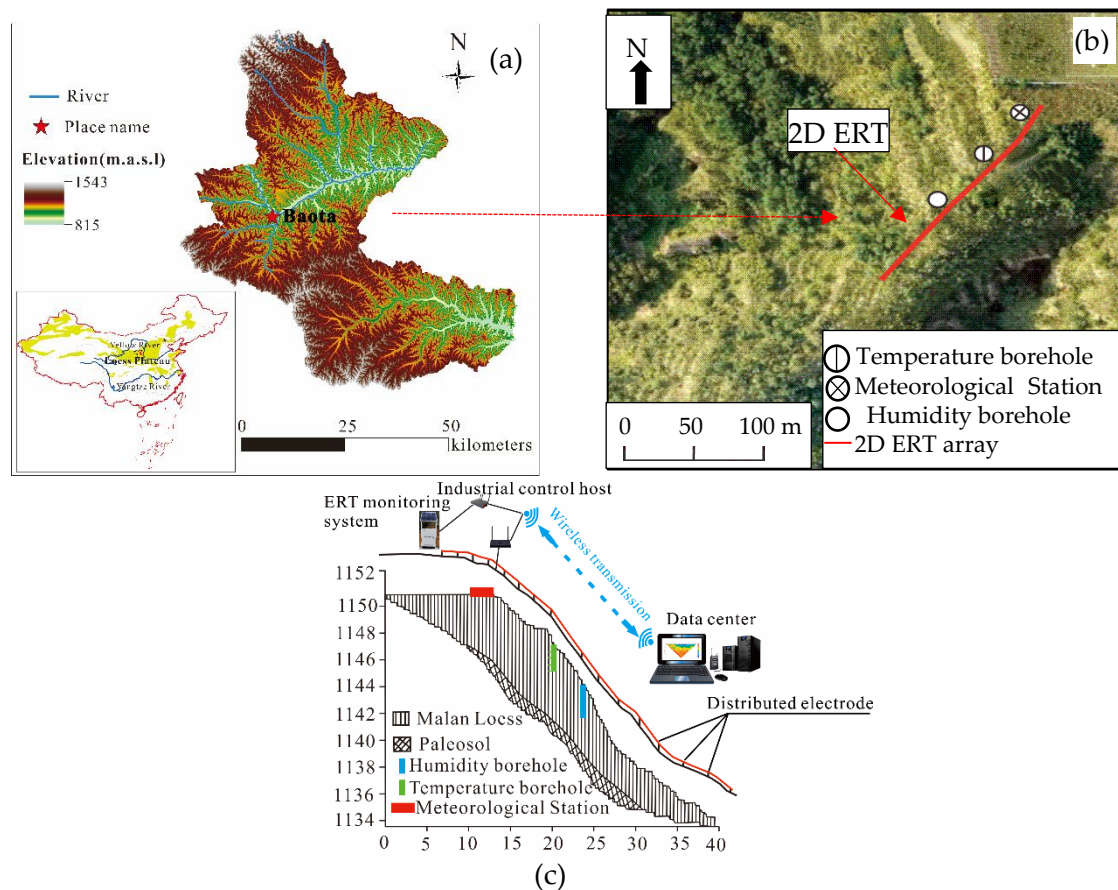 (a)
N
River
Place name
Elevation(m.a.s.l)
1543
815
Baota
Yellow River
Loess Plateau
Yangtze River
0 25 50
kilometers
(b)
N
2D ERT
Temperature borehole
Meteorological Station
Humidity borehole
2D ERT array
0 50 100 m
Industrial control host
ERT monitoring
system
Wireless transmission
Data center
Distributed electrode
1152
1150
1148
1146
1144
1142
1140
1138
1136
1134
Malan Loess
Paleosol
Humidity borehole
Temperature borehole
Meteorological Station
0 5 10 15 20 25 30 35 40
(c)